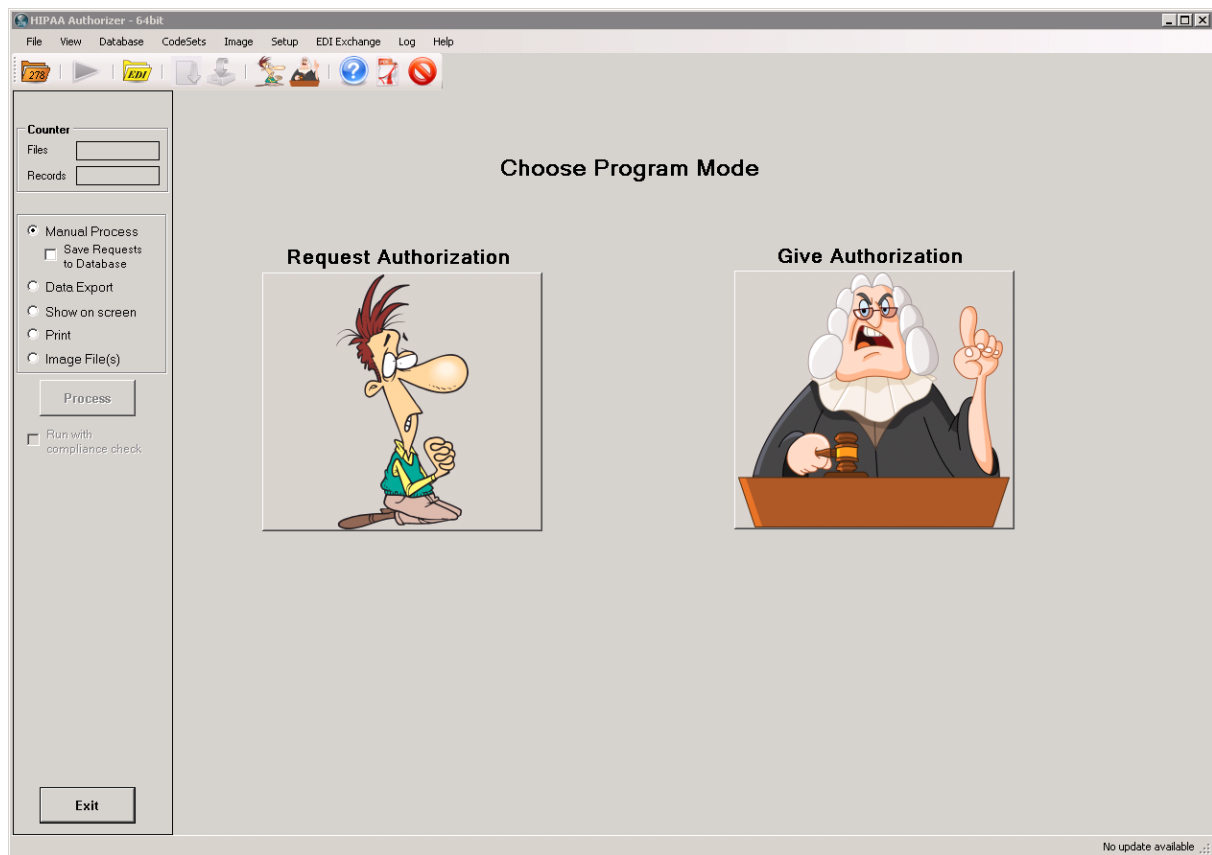 HIPAA Authorizer - 64bit
File View Database CodeSets Image Setup EDI Exchange Log Help
278 EDI ?
Counter
Files
Records
Manual Process
Save Requests
to Database
Data Export
Show on screen
Print
Image File(s)
Process
Run with
compliance check
Exit
Choose Program Mode
Request Authorization
Give Authorization
No update available